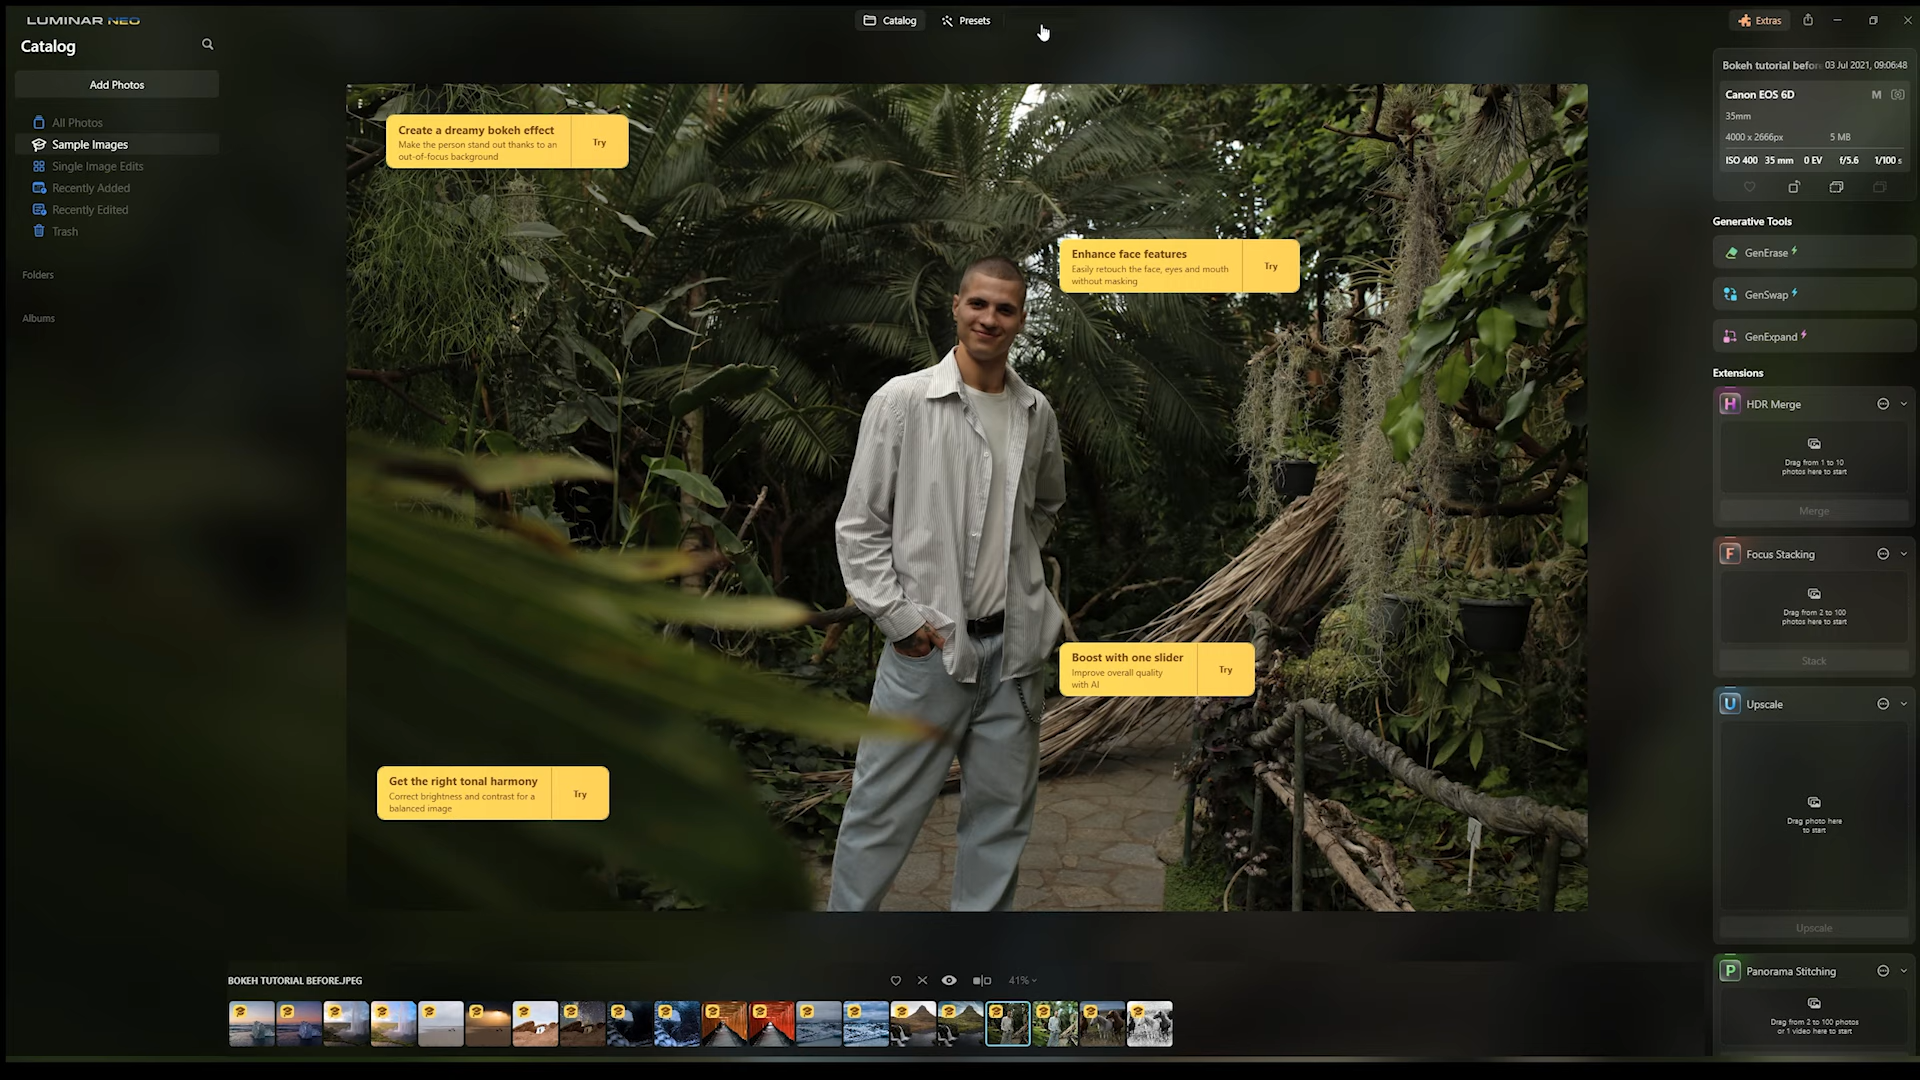 LUMINAR NEO
Catalog
Presets
Extras
Catalog
Add Photos
All Photos
Sample Images
Single Image Edits
Recently Added
Recently Edited
Trash
Folders
Albums
Create a dreamy bokeh effect
Make the person stand out thanks to an
out-of-focus background
Try
Enhance face features
Easily retouch the face, eyes and mouth
without masking
Try
Boost with one slider
Improve overall quality
with AI
Try
Get the right tonal harmony
Correct brightness and contrast for a
balanced image
Try
BOKEH TUTORIAL BEFORE.JPEG
41%
Bokeh tutorial befor 03 Jul 2021, 09:06:48
Canon EOS 6D M
35mm
4000 x 2666px 5 MB
ISO 400 35 mm 0 EV f/5.6 1/100 s
Generative Tools
GenErase
GenSwap
GenExpand
Extensions
H HDR Merge
Drag from 1 to 10
photos here to start
Merge
F Focus Stacking
Drag from 2 to 100
photos here to start
Stack
U Upscale
Drag photo here
to start
Upscale
P Panorama Stitching
Drag from 2 to 100 photos
or 1 video here to start